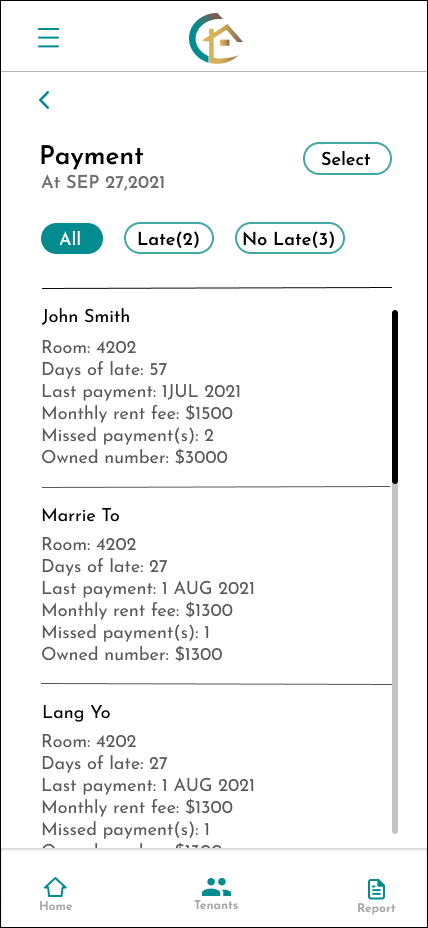 Payment
Select
At SEP 27,2021
All
Late(2)
No Late(3)
John Smith
Room: 4202
Days of late: 57
Last payment: 1JUL 2021
Monthly rent fee: $1500
Missed payment(s): 2
Owned number: $3000
Marrie To
Room: 4202
Days of late: 27
Last payment: 1 AUG 2021
Monthly rent fee: $1300
Missed payment(s): 1
Owned number: $1300
Lang Yo
Room: 4202
Days of late: 27
Last payment: 1 AUG 2021
Monthly rent fee: $1300
Missed payment(s): 1
Home
Tenants
Report